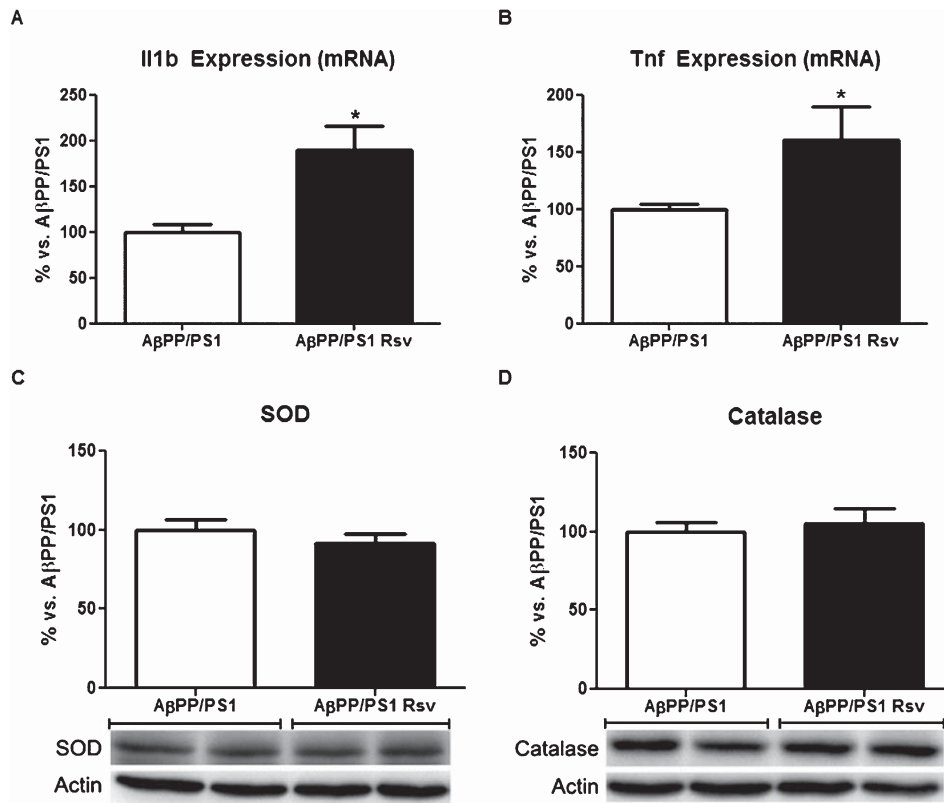 A
Il1b Expression (mRNA)
% vs. AβPP/PS1
250
200
150
100
50
0
*
AβPP/PS1
AβPP/PS1 Rsv
B
Tnf Expression (mRNA)
% vs. AβPP/PS1
200
150
100
50
0
*
AβPP/PS1
AβPP/PS1 Rsv
C
SOD
% vs. AβPP/PS1
150
100
50
0
AβPP/PS1
AβPP/PS1 Rsv
SOD
Actin
D
Catalase
% vs. AβPP/PS1
150
100
50
0
AβPP/PS1
AβPP/PS1 Rsv
Catalase
Actin